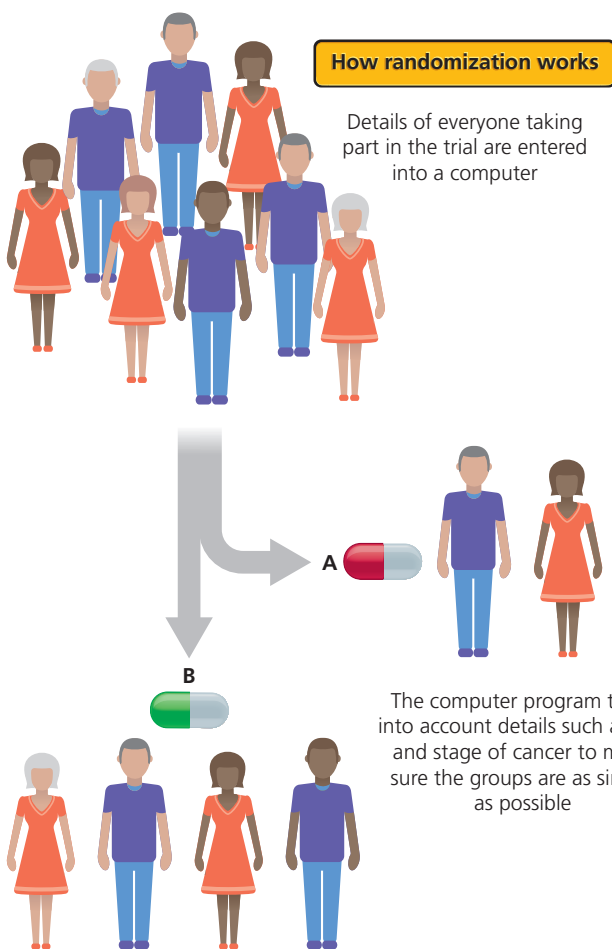 How randomization works
Details of everyone taking
part in the trial are entered
into a computer
A
B
The computer program
into account details such
and stage of cancer to
sure the groups are as
as possible